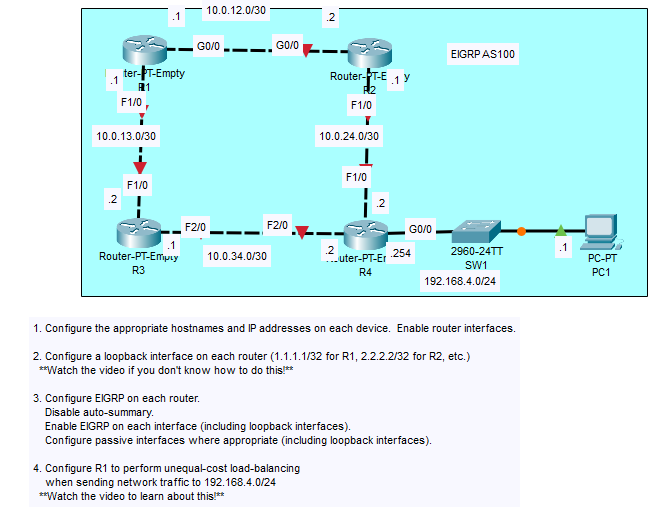 .1
10.0.12.0/30
.2
G0/0
G0/0
EIGRP AS100
ter-PT-Empty
R1
Router-PT-E y
R2
.1
.1
F1/0
F1/0
10.0.13.0/30
10.0.24.0/30
F1/0
F1/0
.2
.2
F2/0
F2/0
G0/0
Router-PT-Empty
R3
.1
10.0.34.0/30
.2
uter-PT-Em
R4
.254
2960-24TT
SW1
192.168.4.0/24
.1
PC-PT
PC1
1. Configure the appropriate hostnames and IP addresses on each device. Enable router interfaces.
2. Configure a loopback interface on each router (1.1.1.1/32 for R1, 2.2.2.2/32 for R2, etc.)
**Watch the video if you don't know how to do this!**
3. Configure EIGRP on each router.
Disable auto-summary.
Enable EIGRP on each interface (including loopback interfaces).
Configure passive interfaces where appropriate (including loopback interfaces).
4. Configure R1 to perform unequal-cost load-balancing
when sending network traffic to 192.168.4.0/24
**Watch the video to learn about this!**